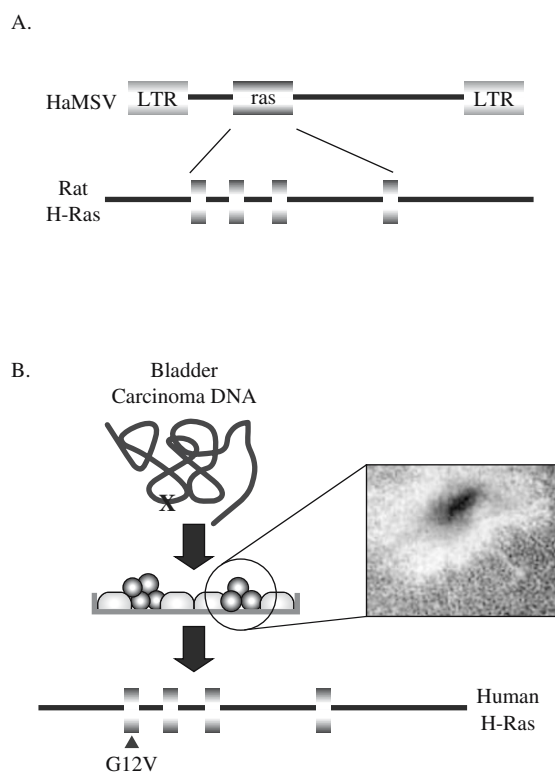 A.
HaMSV
LTR
ras
LTR
Rat
H-Ras
B.
Bladder
Carcinoma DNA
X
Human
H-Ras
G12V